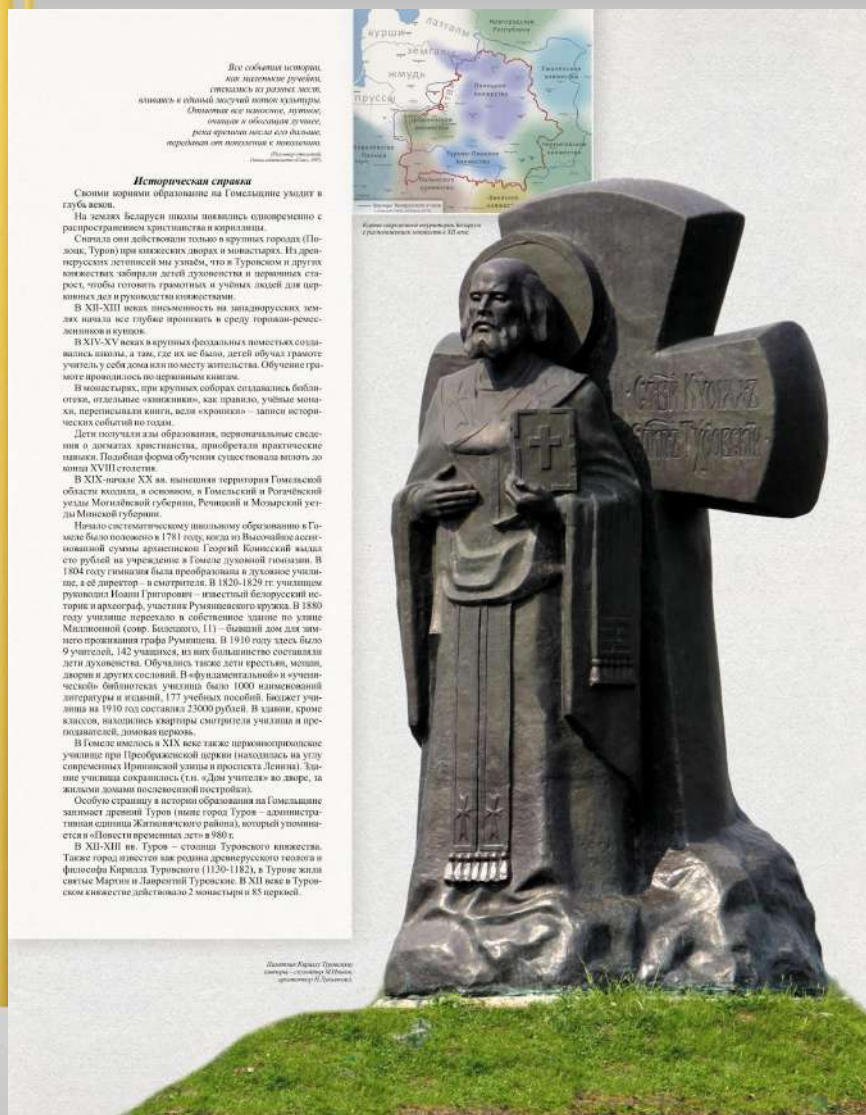 Все события истории,
как маленькие ручейки,
стекались из разных мест,
вливаясь в единый могучий поток культуры.
Отметая все наносное, мутное,
очищая и обогащая лучшее,
река времени несла его дальше,
передавая от поколения к поколению.
Историческая справка
Своими корнями образование на Гомельщине уходит в
глубь веков.
На землях Беларуси школы появились одновременно с
распространением христианства и кириллицы.
Сначала они действовали только в крупных городах (По-
лоцк, Туров) при княжеских дворах и монастырях. Из древ-
нерусских летописей мы узнаём, что в Туровском и других
княжествах забирали детей духовенства и церковных ста-
рост, чтобы готовить грамотных и учёных людей для цер-
ковных дел и руководства княжествами.
В XII-XIII веках письменность на западнорусских зем-
лях начала все глубже проникать в среду горожан-ремес-
ленников и купцов.
В XIV-XV веках в крупных феодальных поместьях созда-
вались школы, а там, где их не было, детей обучал грамоте
учитель у себя дома или по месту жительства. Обучение гра-
моте проводилось по церковным книгам.
В монастырях, при крупных соборах создавались библи-
отеки, отдельные «книжники», как правило, учёные мона-
хи, переписывали книги, вели «хроники» – записи истори-
ческих событий по годам.
Дети получали азы образования, первоначальные сведе-
ния о догматах христианства, приобретали практические
навыки. Подобная форма обучения существовала вплоть до
конца XVIII столетия.
В XIX-начале XX вв. нынешняя территория Гомельской
области входила, в основном, в Гомельский и Рогачёвский
уезды Могилёвской губернии, Речицкий и Мозырский уез-
ды Минской губернии.
Начало систематическому школьному образованию в Го-
меле было положено в 1781 году, когда из Высочайше ассиг-
нованной суммы архиепископ Георгий Конисский выдал
сто рублей на учреждение в Гомеле духовной гимназии. В
1804 году гимназия была преобразована в духовное учили-
ще, а её директор – в смотрителя. В 1820-1829 гг. училищем
руководил Иоанн Григорович – известный белорусский ис-
торик и археограф, участник Румянцевского кружка. В 1880
году училище переехало в собственное здание по улице
Миллионной (совр. Билецкого, 11) – бывший дом для зим-
него проживания графа Румянцева. В 1910 году здесь было
9 учителей, 142 учащихся, из них большинство составляли
дети духовенства. Обучались также дети крестьян, мещан,
дворян и других сословий. В «фундаментальной» и «учени-
ческой» библиотеках училища было 1000 наименований
литературы и изданий, 177 учебных пособий. Бюджет учи-
лища на 1910 год составлял 23000 рублей. В здании, кроме
классов, находились квартиры смотрителя училища и пре-
подавателей, домовая церковь.
В Гомеле имелось в XIX веке также церковноприходское
училище при Преображенской церкви (находилась на углу
современных Ирининской улицы и проспекта Ленина). Зда-
ние училища сохранилось (т.н. «Дом учителя» во дворе, за
жилыми домами послевоенной постройки).
Особую страницу в истории образования на Гомельщине
занимает древний Туров (ныне город Туров – администра-
тивная единица Житковичского района), который упомина-
ется в «Повести временных лет» в 980 г.
В XII-XIII вв. Туров – столица Туровского княжества.
Также город известен как родина древнерусского теолога и
философа Кирилла Туровского (1130-1182), в Турове жили
святые Мартин и Лаврентий Туровские. В XII веке в Туров-
ском княжестве действовало 2 монастыря и 85 церквей.
курши
латгалы
земгалы
жмудь
пруссы
Новгородская
Республика
Смоленское
княжество
Полоцкое
княжество
Турово-Пинское
княжество
Памятник Кириллу Туровскому